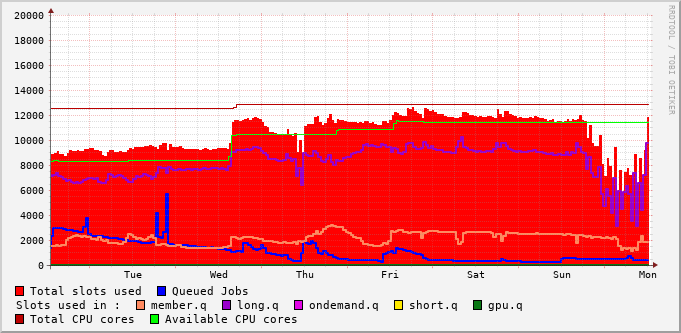 20000
18000
16000
14000
12000
10000
8000
6000
4000
2000
0
Tue Wed Thu Fri Sat Sun Mon
Total slots used Queued Jobs
Slots used in : member.q long.q ondemand.q short.q gpu.q
Total CPU cores Available CPU cores
RRDTOOL / TOBI OETIKER